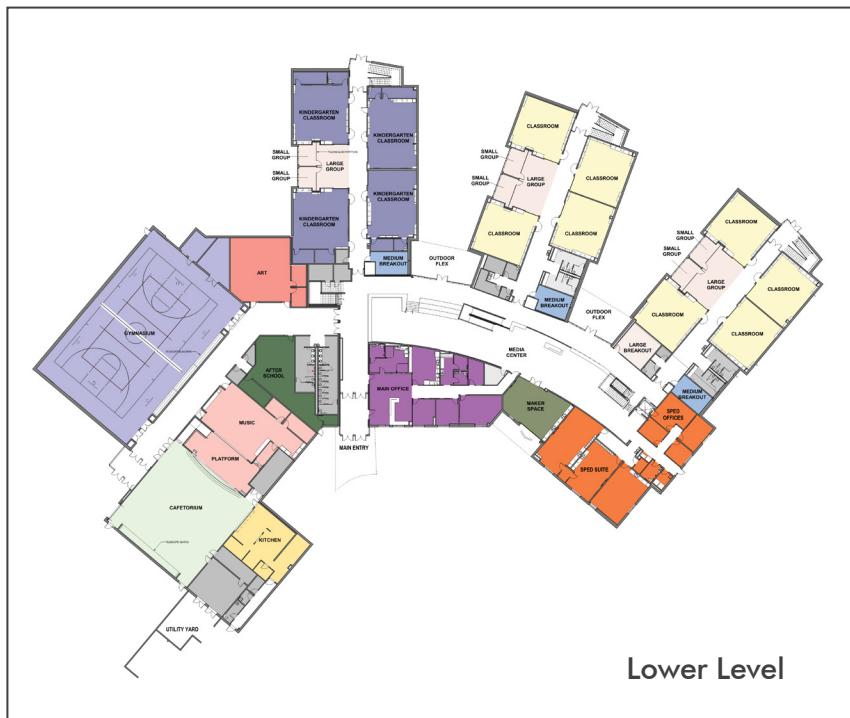 KINDERGARTEN
CLASSROOM
KINDERGARTEN
CLASSROOM
SMALL
GROUP
LARGE
GROUP
SMALL
GROUP
KINDERGARTEN
CLASSROOM
KINDERGARTEN
CLASSROOM
MEDIUM
BREAKOUT
OUTDOOR
FLEX
CLASSROOM
CLASSROOM
SMALL
GROUP
LARGE
GROUP
SMALL
GROUP
CLASSROOM
CLASSROOM
MEDIUM
BREAKOUT
OUTDOOR
FLEX
CLASSROOM
SMALL
GROUP
SMALL
GROUP
LARGE
GROUP
CLASSROOM
CLASSROOM
CLASSROOM
LARGE
BREAKOUT
MEDIUM
BREAKOUT
ART
GYMNASIUM
AFTER
SCHOOL
MUSIC
PLATFORM
CAFETORIUM
KITCHEN
UTILITY YARD
MAIN ENTRY
MAIN OFFICE
MEDIA
CENTER
MAKER
SPACE
SPED
OFFICES
SPED SUITE
Lower Level